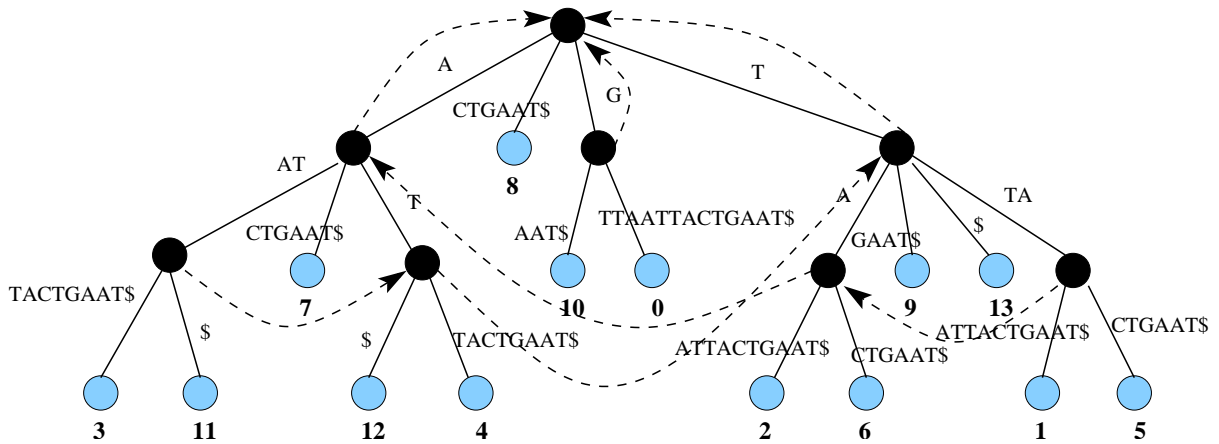 A
T
CTGAAT$
G
8
AT
T
A
TA
CTGAAT$
AAT$
TTAATTACTGAAT$
GAAT$
$
7
10
0
9
13
TACTGAAT$
$
$
TACTGAAT$
ATTACTGAAT$
CTGAAT$
ATTACTGAAT$
CTGAAT$
3
11
12
4
2
6
1
5